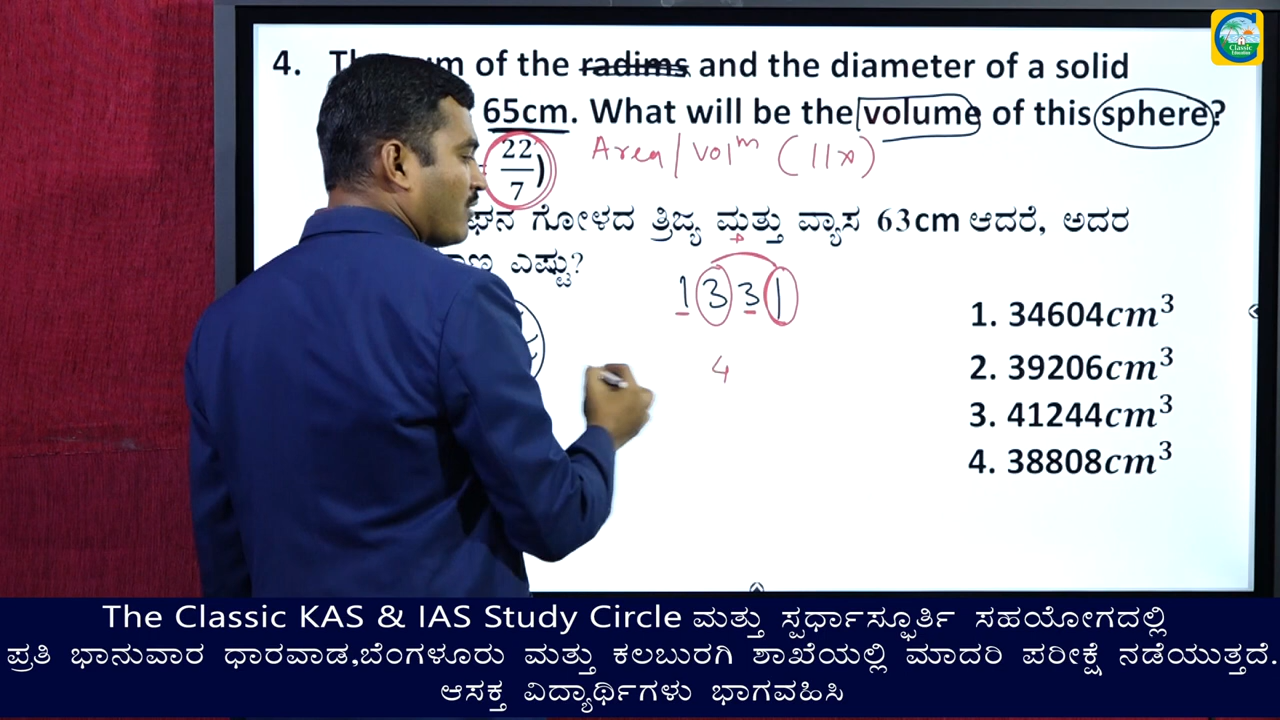 4. of the radims and the diameter of a solid
65cm. What will be the volume of this sphere?
22
7
)
Area/volᵐ (11x)
ಗೋಳದ ತ್ರಿಜ್ಯ ಮತ್ತು ವ್ಯಾಸ 63cm ಆದರೆ, ಅದರ
ಎಷ್ಟು?
1331
4
1. 34604cm³
2. 39206cm³
3. 41244cm³
4. 38808cm³
Classic
Education
The Classic KAS & IAS Study Circle ಮತ್ತು ಸ್ಪರ್ಧಾಸ್ಫೂರ್ತಿ ಸಹಯೋಗದಲ್ಲಿ
ಪ್ರತಿ ಭಾನುವಾರ ಧಾರವಾಡ,ಬೆಂಗಳೂರು ಮತ್ತು ಕಲಬುರಗಿ ಶಾಖೆಯಲ್ಲಿ ಮಾದರಿ ಪರೀಕ್ಷೆ ನಡೆಯುತ್ತದೆ.
ಆಸಕ್ತ ವಿದ್ಯಾರ್ಥಿಗಳು ಭಾಗವಹಿಸಿ